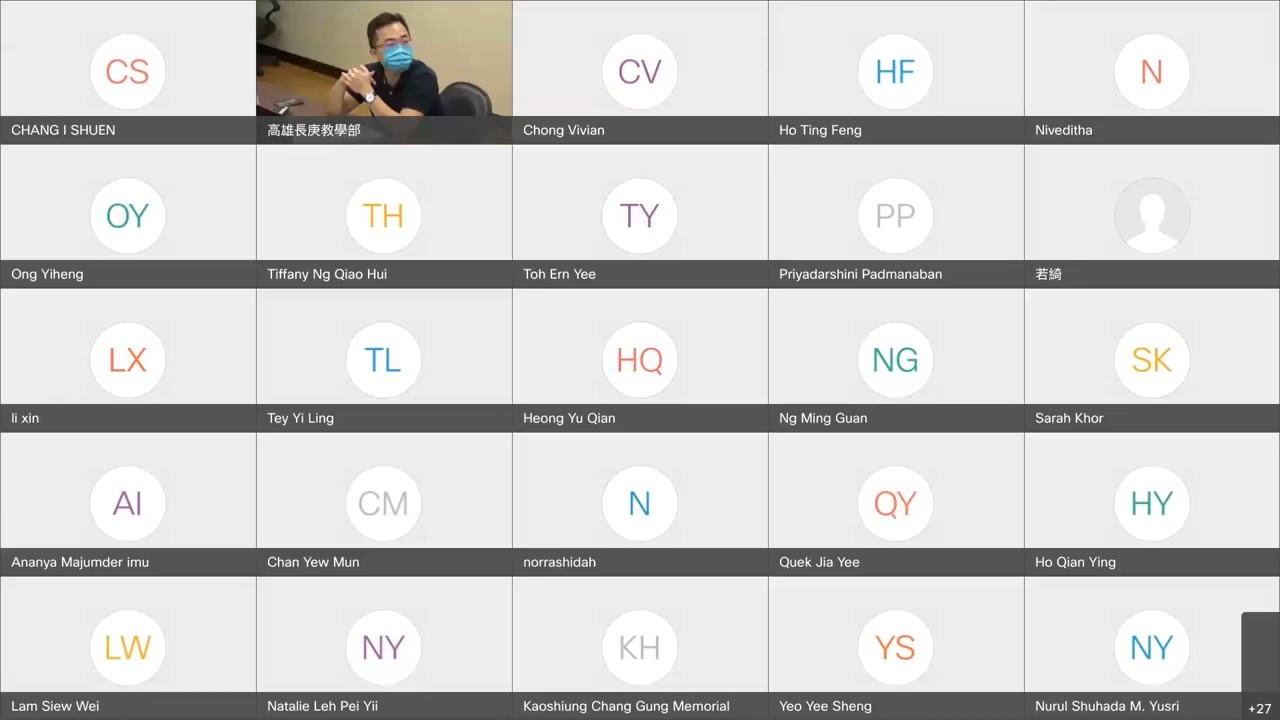 CS
CHANG I SHUEN
高雄長庚教學部
CV
Chong Vivian
HF
Ho Ting Feng
N
Niveditha
OY
Ong Yiheng
TH
Tiffany Ng Qiao Hui
TY
Toh Ern Yee
PP
Priyadarshini Padmanaban
若綺
LX
li xin
TL
Tey Yi Ling
HQ
Heong Yu Qian
NG
Ng Ming Guan
SK
Sarah Khor
AI
Ananya Majumder imu
CM
Chan Yew Mun
N
norrashidah
QY
Quek Jia Yee
HY
Ho Qian Ying
LW
Lam Siew Wei
NY
Natalie Leh Pei Yii
KH
Kaoshiung Chang Gung Memorial
YS
Yeo Yee Sheng
NY
Nurul Shuhada M. Yusri
+27